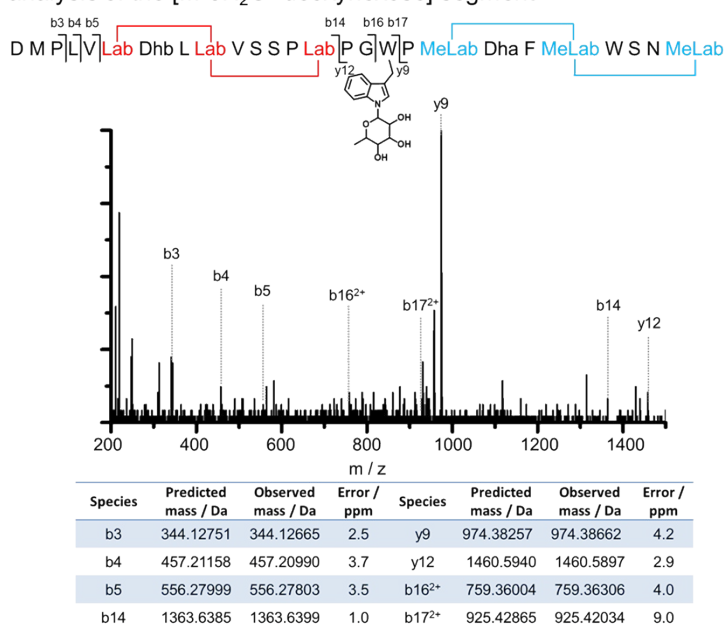 b3 b4 b5 b14 b16 b17
D M P L V Lab Dhb L Lab V S S P Lab P G W P MeLab Dha F MeLab W S N MeLab
y12 y9
N
O OH
OH
OH
y9
b3
b4
b5
b16²⁺
b17²⁺
b14
y12
200 400 600 800 1000 1200 1400
m / z
Species Predicted mass / Da Observed mass / Da Error / ppm Species Predicted mass / Da Observed mass / Da Error / ppm
b3 344.12751 344.12665 2.5 y9 974.38257 974.38662 4.2
b4 457.21158 457.20990 3.7 y12 1460.5940 1460.5897 2.9
b5 556.27999 556.27803 3.5 b16²⁺ 759.36004 759.36306 4.0
b14 1363.6385 1363.6399 1.0 b17²⁺ 925.42865 925.42034 9.0